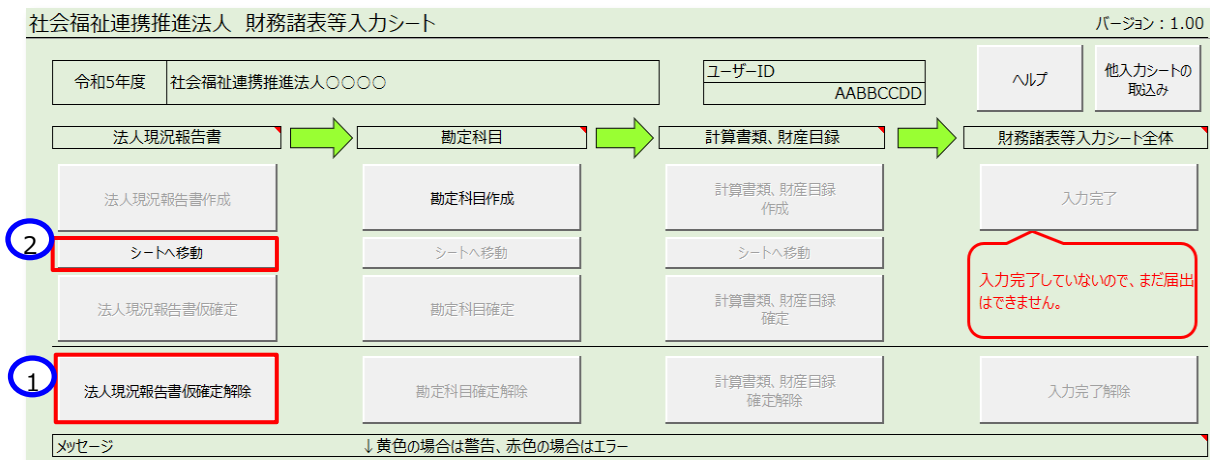 社会福祉連携推進法人 財務諸表等入力シート
バージョン：1.00
令和5年度
社会福祉連携推進法人○○○○
ユーザーID
AABBCCDD
ヘルプ
他入力シートの
取込み
法人現況報告書
勘定科目
計算書類、財産目録
財務諸表等入力シート全体
法人現況報告書作成
勘定科目作成
計算書類、財産目録
作成
入力完了
2
シートへ移動
シートへ移動
シートへ移動
入力完了していないので、まだ届出
はできません。
法人現況報告書仮確定
勘定科目確定
計算書類、財産目録
確定
1
法人現況報告書仮確定解除
勘定科目確定解除
計算書類、財産目録
確定解除
入力完了解除
メッセージ
↓黄色の場合は警告、赤色の場合はエラー